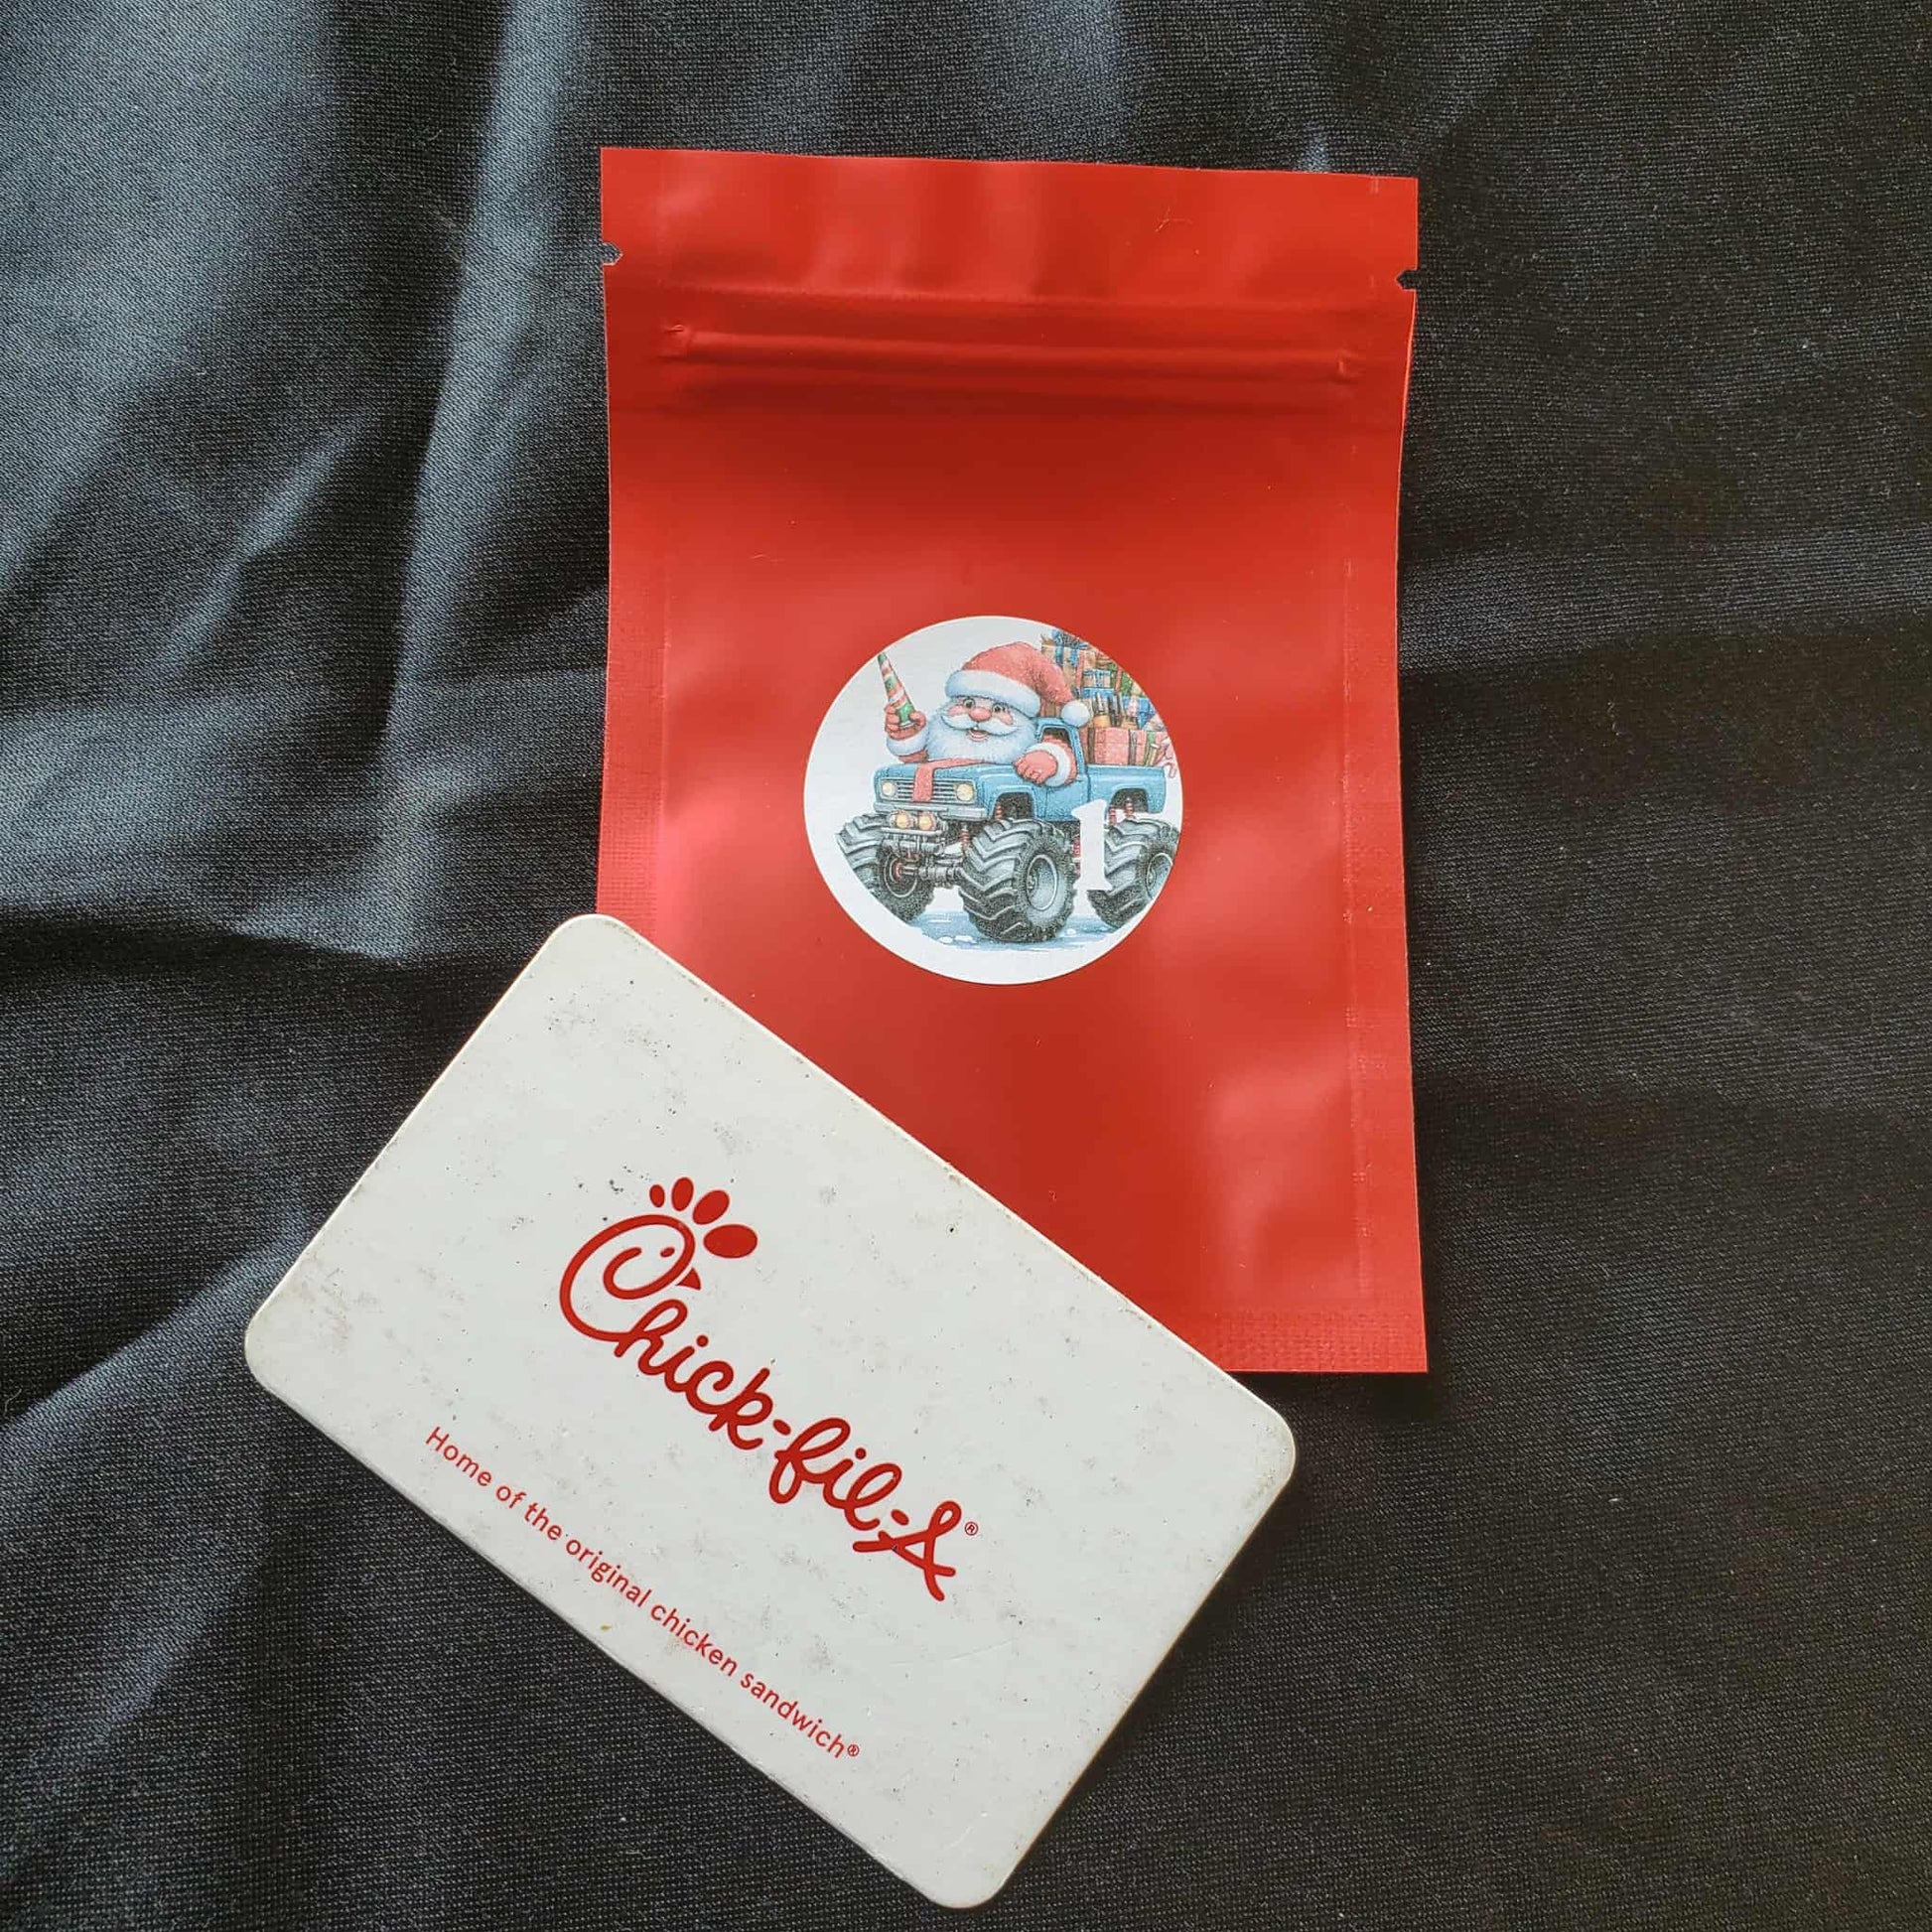 1
Chick-fil-A®
Home of the original chicken sandwich®